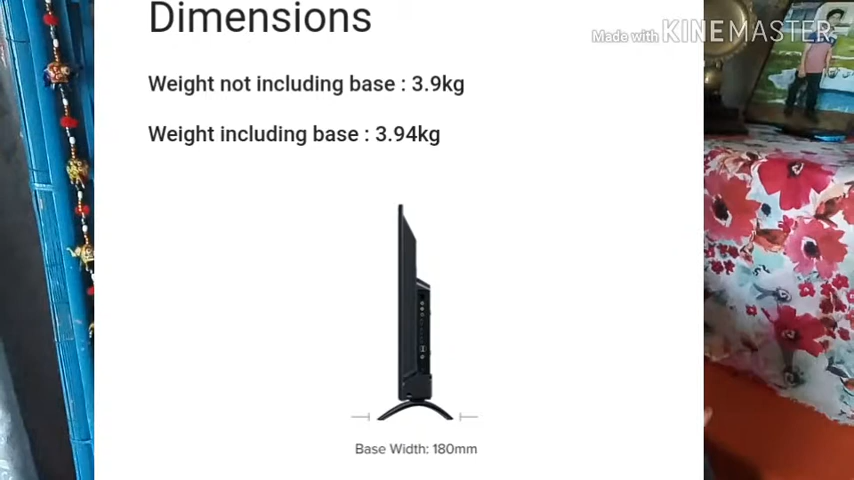 Dimensions
Made with KINEMASTER
Weight not including base : 3.9kg
Weight including base : 3.94kg
Base Width: 180mm